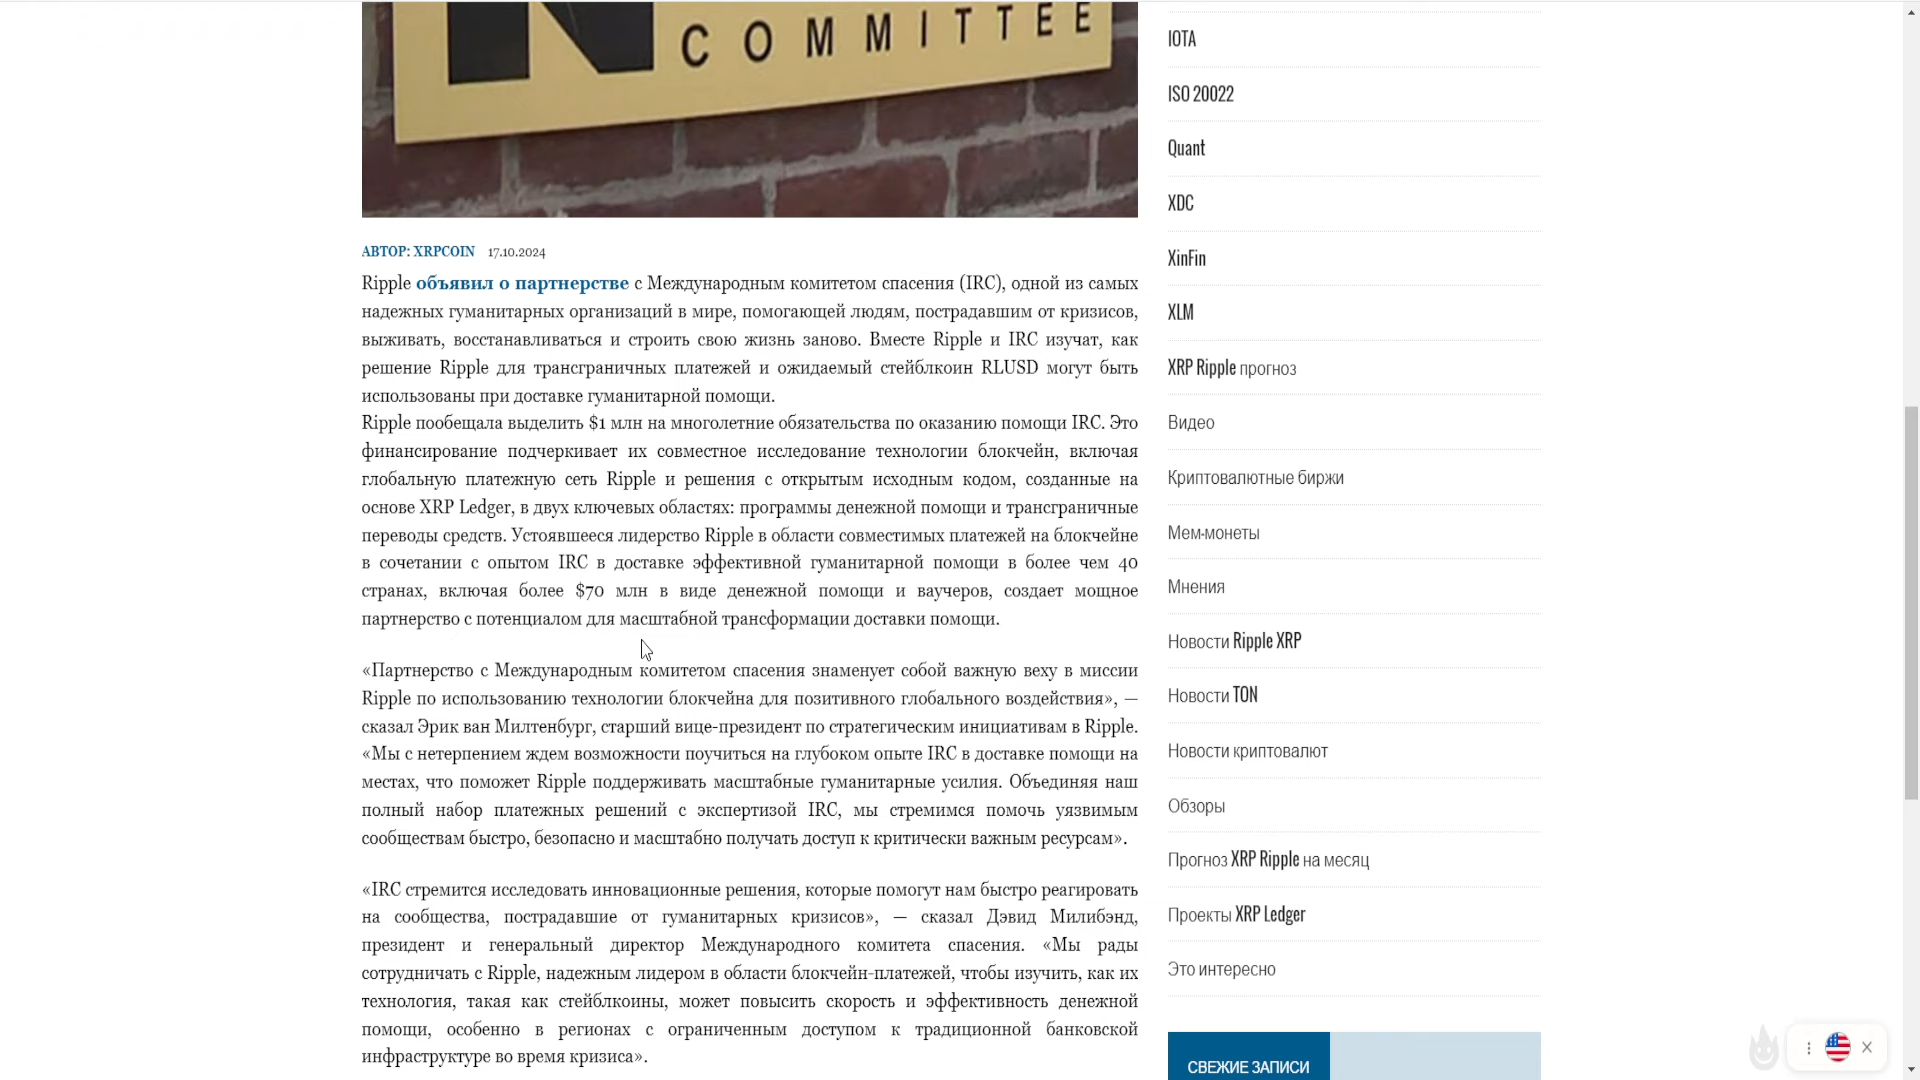 COMMITTEE
АВТОР: XRPCOIN 17.10.2024
Ripple объявил о партнерстве с Международным комитетом спасения (IRC), одной из самых
надежных гуманитарных организаций в мире, помогающей людям, пострадавшим от кризисов,
выживать, восстанавливаться и строить свою жизнь заново. Вместе Ripple и IRC изучат, как
решение Ripple для трансграничных платежей и ожидаемый стейблкоин RLUSD могут быть
использованы при доставке гуманитарной помощи.
Ripple пообещала выделить $1 млн на многолетние обязательства по оказанию помощи IRC. Это
финансирование подчеркивает их совместное исследование технологии блокчейн, включая
глобальную платежную сеть Ripple и решения с открытым исходным кодом, созданные на
основе XRP Ledger, в двух ключевых областях: программы денежной помощи и трансграничные
переводы средств. Устоявшееся лидерство Ripple в области совместимых платежей на блокчейне
в сочетании с опытом IRC в доставке эффективной гуманитарной помощи в более чем 40
странах, включая более $70 млн в виде денежной помощи и ваучеров, создает мощное
партнерство с потенциалом для масштабной трансформации доставки помощи.
«Партнерство с Международным комитетом спасения знаменует собой важную веху в миссии
Ripple по использованию технологии блокчейна для позитивного глобального воздействия», —
сказал Эрик ван Милтенбург, старший вице-президент по стратегическим инициативам в Ripple.
«Мы с нетерпением ждем возможности поучиться на глубоком опыте IRC в доставке помощи на
местах, что поможет Ripple поддерживать масштабные гуманитарные усилия. Объединяя наш
полный набор платежных решений с экспертизой IRC, мы стремимся помочь уязвимым
сообществам быстро, безопасно и масштабно получать доступ к критически важным ресурсам».
«IRC стремится исследовать инновационные решения, которые помогут нам быстро реагировать
на сообщества, пострадавшие от гуманитарных кризисов», — сказал Дэвид Милибэнд,
президент и генеральный директор Международного комитета спасения. «Мы рады
сотрудничать с Ripple, надежным лидером в области блокчейн-платежей, чтобы изучить, как их
технология, такая как стейблкоины, может повысить скорость и эффективность денежной
помощи, особенно в регионах с ограниченным доступом к традиционной банковской
инфраструктуре во время кризиса».
IOTA
ISO 20022
Quant
XDC
XinFin
XLM
XRP Ripple прогноз
Видео
Криптовалютные биржи
Мем-монеты
Мнения
Новости Ripple XRP
Новости TON
Новости криптовалют
Обзоры
Прогноз XRP Ripple на месяц
Проекты XRP Ledger
Это интересно
СВЕЖИЕ ЗАПИСИ